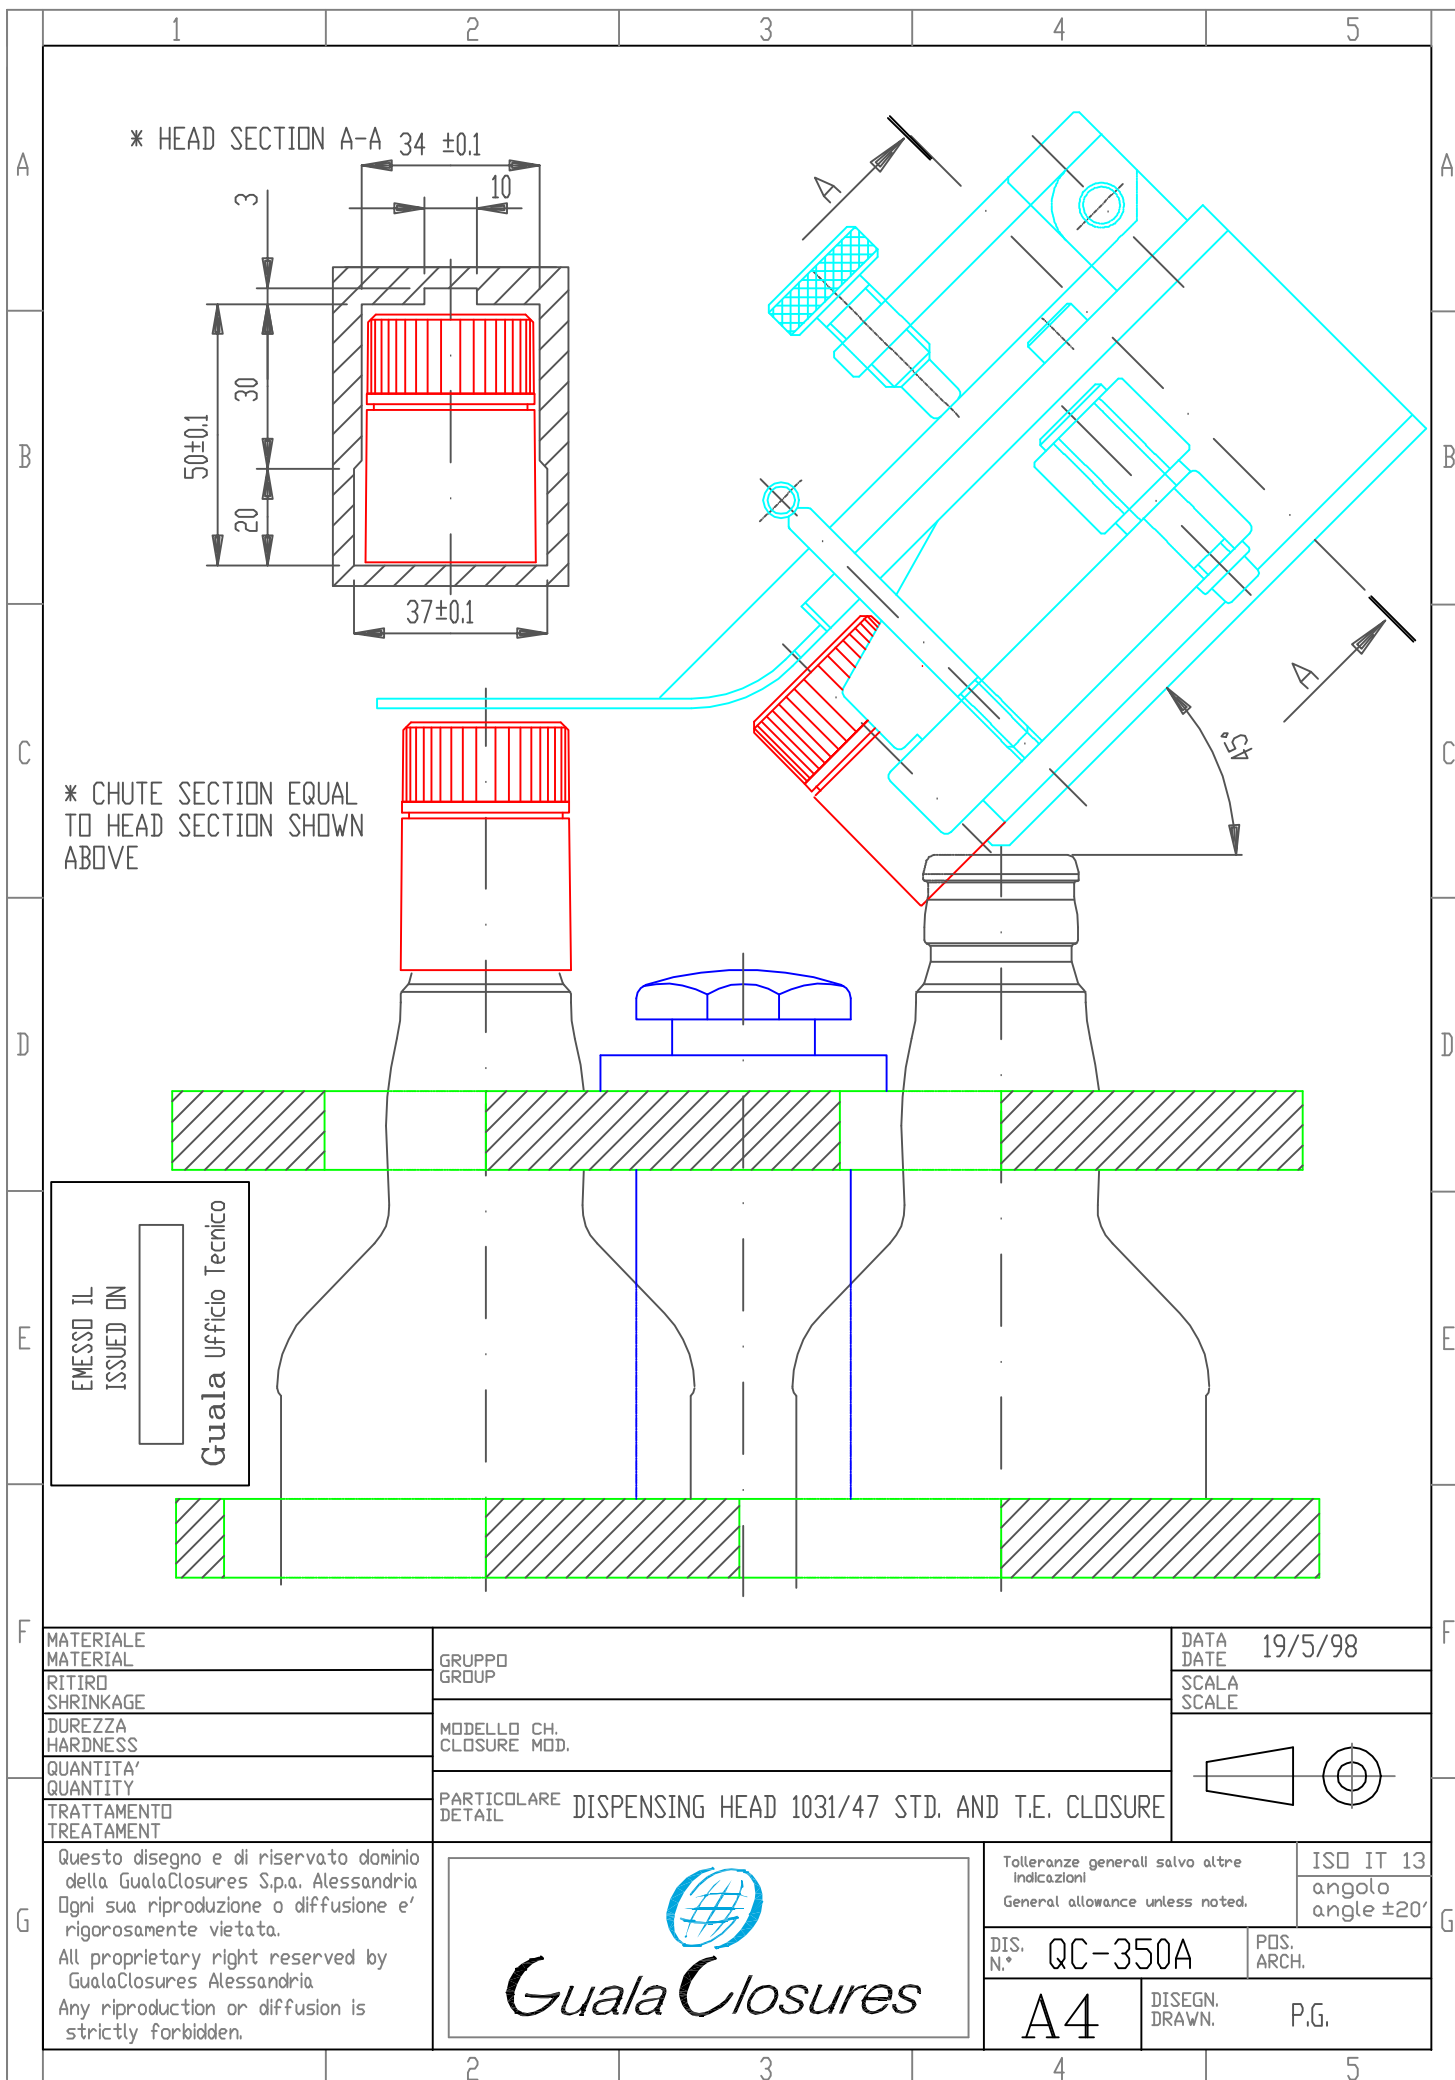 1 2 3 4 5
A A
B B
C C
D D
E E
F F
G G
2 3 4 5
* HEAD SECTION A-A
34 ±0.1
10
3
30
50±0.1
20
37±0.1
A
A
45°
* CHUTE SECTION EQUAL
TO HEAD SECTION SHOWN
ABOVE
EMESSO IL
ISSUED ON
Guala Ufficio Tecnico
MATERIALE
MATERIAL
RITIRO
SHRINKAGE
DUREZZA
HARDNESS
QUANTITA'
QUANTITY
TRATTAMENTO
TREATAMENT
GRUPPO
GROUP
MODELLO CH.
CLOSURE MOD.
PARTICOLARE
DETAIL
DISPENSING HEAD 1031/47 STD. AND T.E. CLOSURE
DATA
DATE
19/5/98
SCALA
SCALE
Questo disegno e di riservato dominio
della GualaClosures S.p.a. Alessandria
Ogni sua riproduzione o diffusione e'
rigorosamente vietata.
All proprietary right reserved by
GualaClosures Alessandria
Any riproduction or diffusion is
strictly forbidden.
Guala Closures
Tolleranze generali salvo altre
indicazioni
General allowance unless noted.
ISO IT 13
angolo
angle ±20'
DIS.
N.°
QC-350A
POS.
ARCH.
A4
DISEGN.
DRAWN.
P.G.